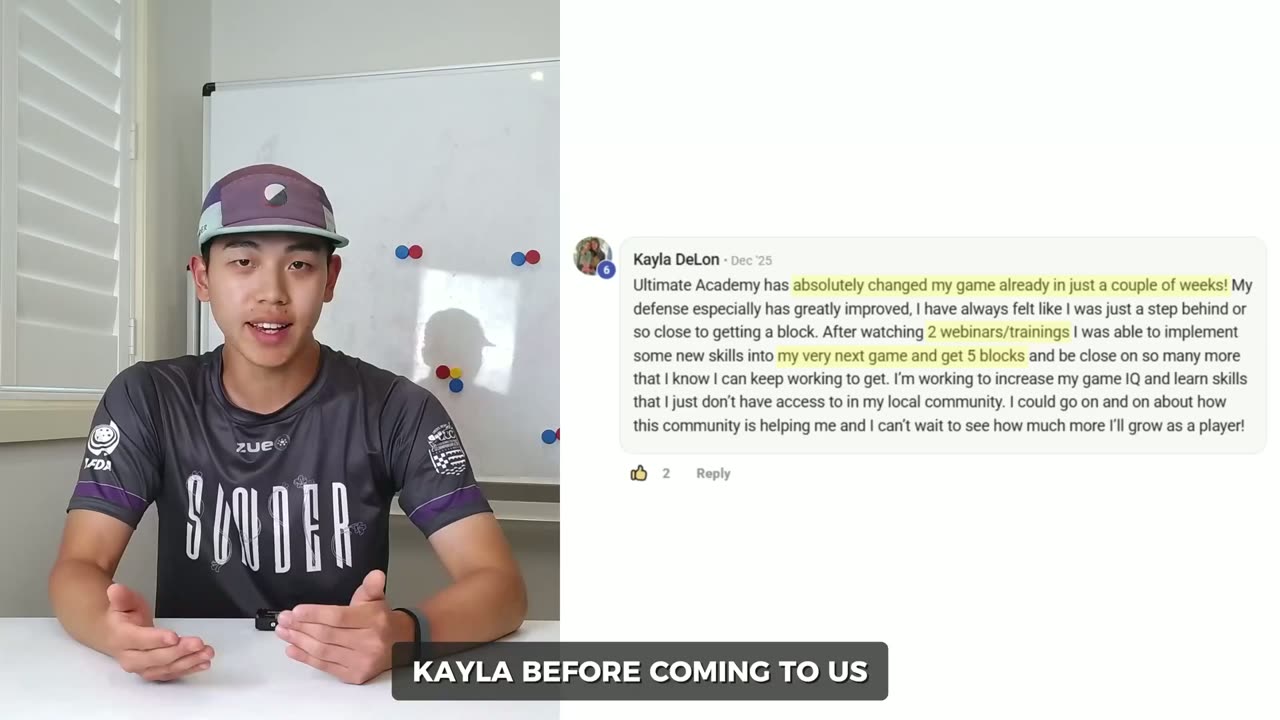 Kayla DeLon • Dec '25
6
Ultimate Academy has absolutely changed my game already in just a couple of weeks! My
defense especially has greatly improved, I have always felt like I was just a step behind or
so close to getting a block. After watching 2 webinars/trainings I was able to implement
some new skills into my very next game and get 5 blocks and be close on so many more
that I know I can keep working to get. I'm working to increase my game IQ and learn skills
that I just don't have access to in my local community. I could go on and on about how
this community is helping me and I can't wait to see how much more I'll grow as a player!
2 Reply
zue
SUNDER
KAYLA BEFORE COMING TO US